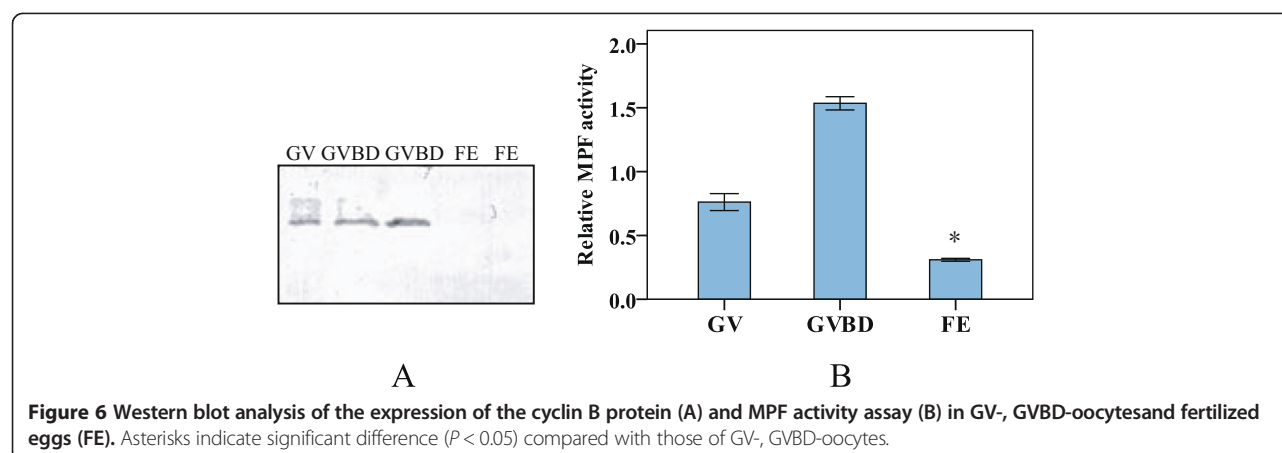 GV GVBD GVBD FE FE
A
Relative MPF activity
2.0
1.5
1.0
0.5
0.0
*
GV GVBD FE
B
Figure 6 Western blot analysis of the expression of the cyclin B protein (A) and MPF activity assay (B) in GV-, GVBD-oocytesand fertilized
eggs (FE). Asterisks indicate significant difference (P < 0.05) compared with those of GV-, GVBD-oocytes.